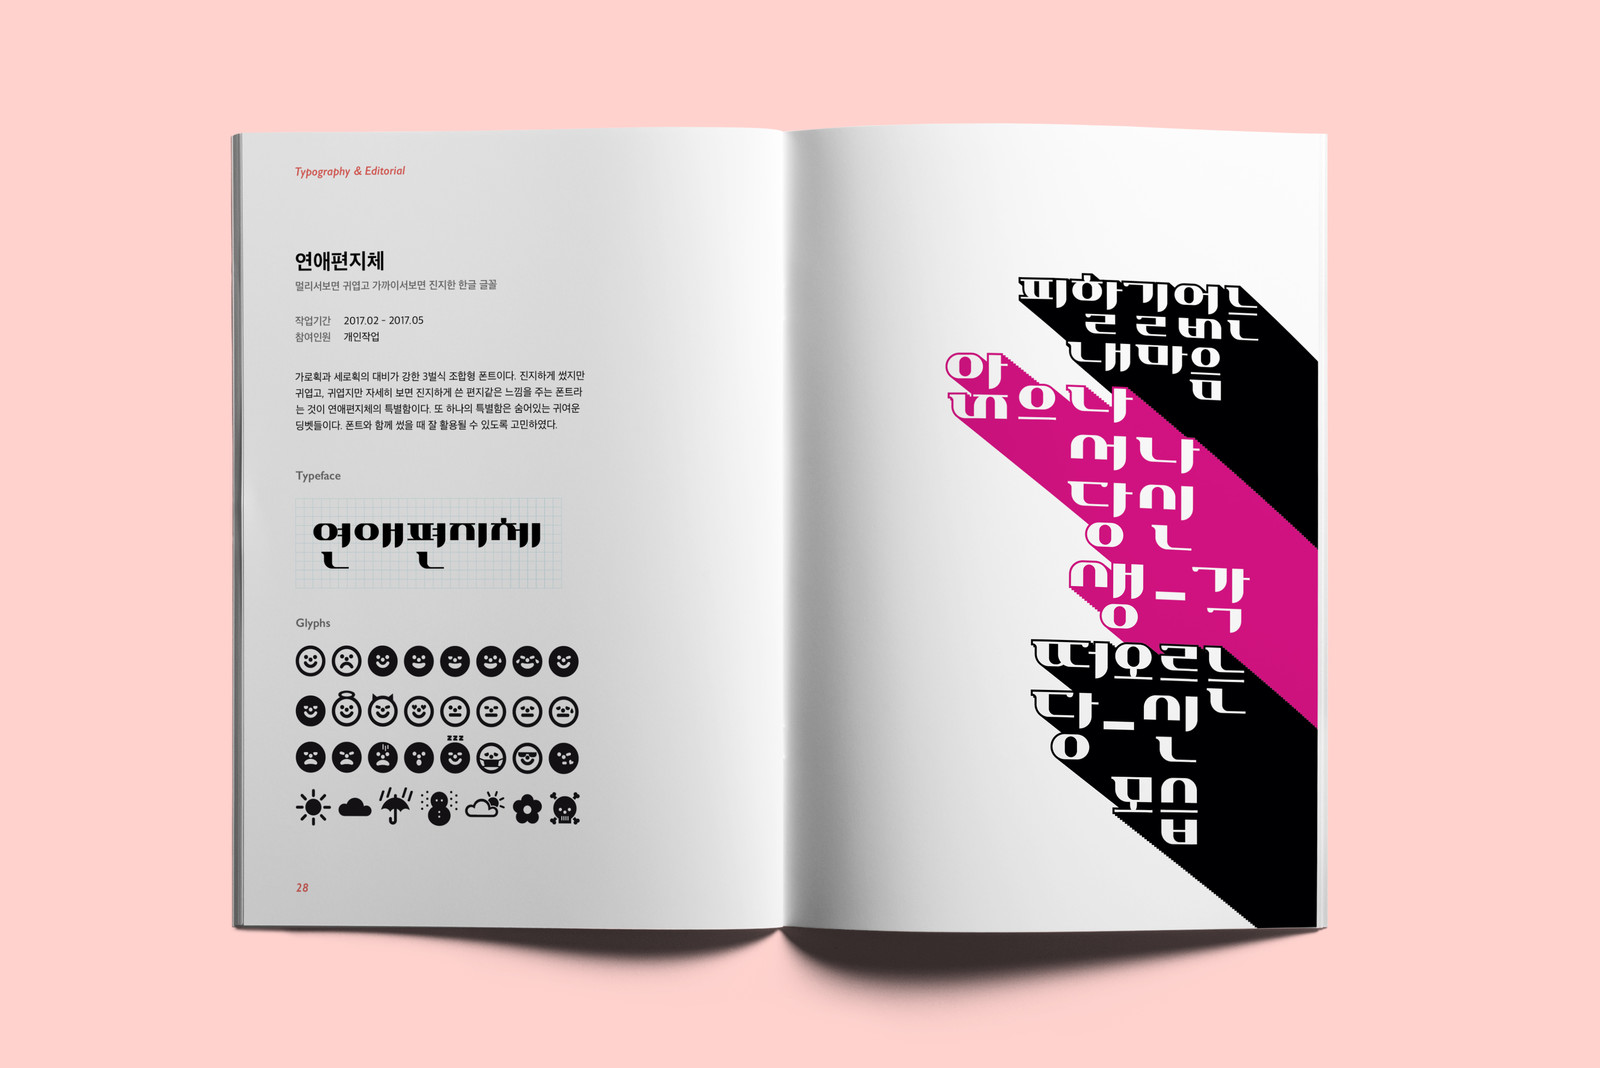 Typography & Editorial
연애편지체
멀리서보면 귀엽고 가까이서보면 진지한 한글 글꼴
작업기간 2017.02 - 2017.05
참여인원 개인작업
가로획과 세로획의 대비가 강한 3벌식 조합형 폰트이다. 진지하게 썼지만
귀엽고, 귀엽지만 자세히 보면 진지하게 쓴 편지같은 느낌을 주는 폰트라
는 것이 연애편지체의 특별함이다. 또 하나의 특별함은 숨어있는 귀여운
딩벳들이다. 폰트와 함께 썼을 때 잘 활용될 수 있도록 고민하였다.
Typeface
연애편지체
Glyphs
zzz
28
피할길없는
내마음
앉으나
서나
당신
생-각
떠오르는
당-신
모습